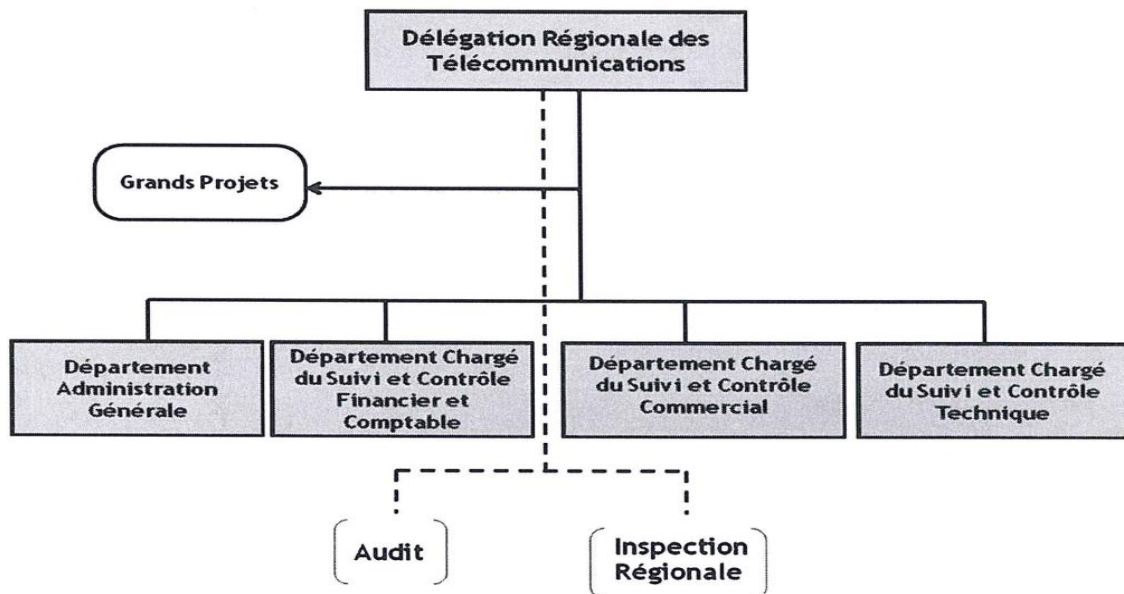 Délégation Régionale des
Télécommunications
Grands Projets
Département
Administration
Générale
Département Chargé
du Suivi et Contrôle
Financier et
Comptable
Département Chargé
du Suivi et Contrôle
Commercial
Département Chargé
du Suivi et Contrôle
Technique
Audit
Inspection
Régionale